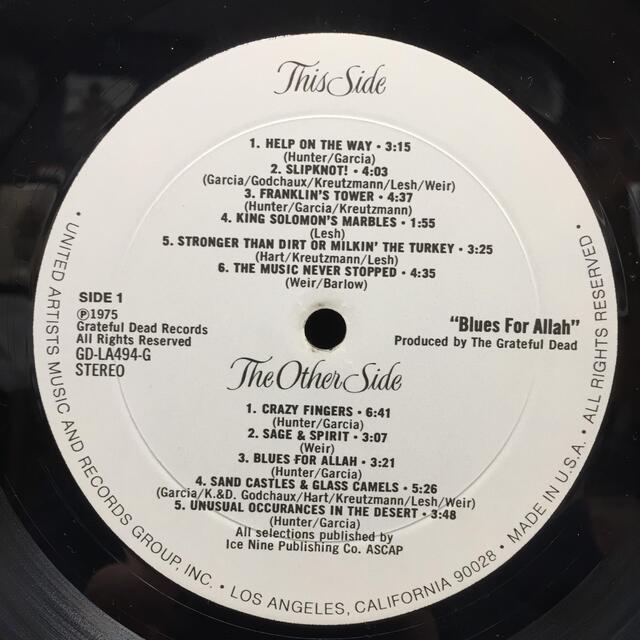 This Side
1. HELP ON THE WAY • 3:15
(Hunter/Garcia)
2. SLIPKNOT! • 4:03
(Garcia/Godchaux/Kreutzmann/Lesh/Weir)
3. FRANKLIN'S TOWER • 4:37
(Hunter/Garcia/Kreutzmann)
4. KING SOLOMON'S MARBLES • 1:55
(Lesh)
5. STRONGER THAN DIRT OR MILKIN' THE TURKEY • 3:25
(Hart/Kreutzmann/Lesh)
6. THE MUSIC NEVER STOPPED • 4:35
(Weir/Barlow)
SIDE 1
℗1975
Grateful Dead Records
All Rights Reserved
GD-LA494-G
STEREO
"Blues For Allah"
Produced by The Grateful Dead
The Other Side
1. CRAZY FINGERS • 6:41
(Hunter/Garcia)
2. SAGE & SPIRIT • 3:07
(Weir)
3. BLUES FOR ALLAH • 3:21
(Hunter/Garcia)
4. SAND CASTLES & GLASS CAMELS • 5:26
(Garcia/K.&D. Godchaux/Hart/Kreutzmann/Lesh/Weir)
5. UNUSUAL OCCURANCES IN THE DESERT • 3:48
(Hunter/Garcia)
All selections published by
Ice Nine Publishing Co. ASCAP
• UNITED ARTISTS MUSIC AND RECORDS GROUP, INC. • LOS ANGELES, CALIFORNIA 90028 • MADE IN U.S.A. • ALL RIGHTS RESERVED •